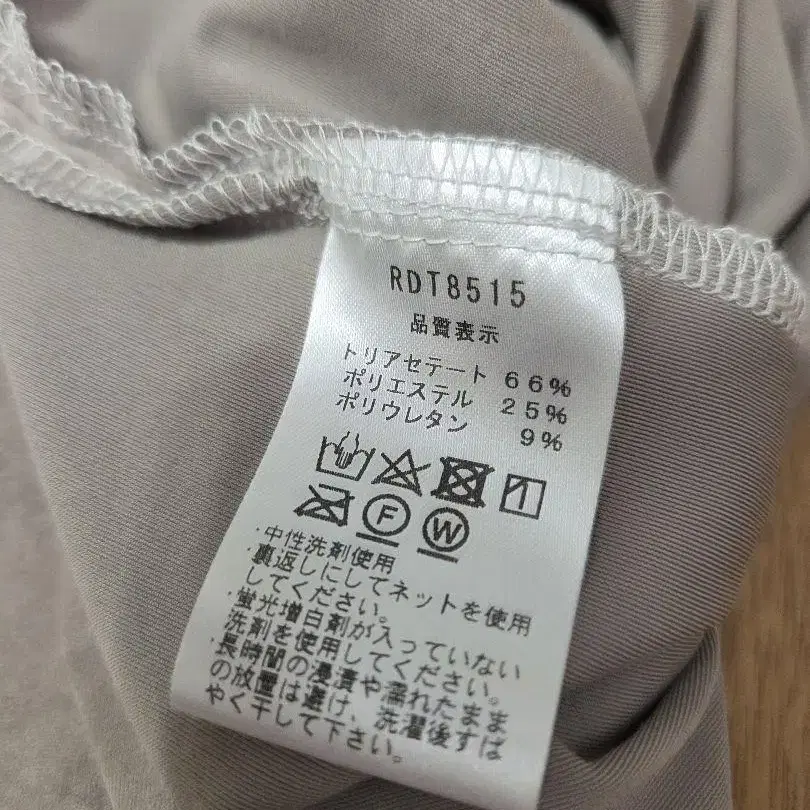 RDT8515
品質表示
トリアセテート 66%
ポリエステル 25%
ポリウレタン 9%
F W
・中性洗剤使用
・裏返しにしてネットを使用
してください。
・蛍光増白剤が入っていない
洗剤を使用してください。
・長時間の浸漬や濡れたまま
の放置は避け、洗濯後すば
やく干して下さい。